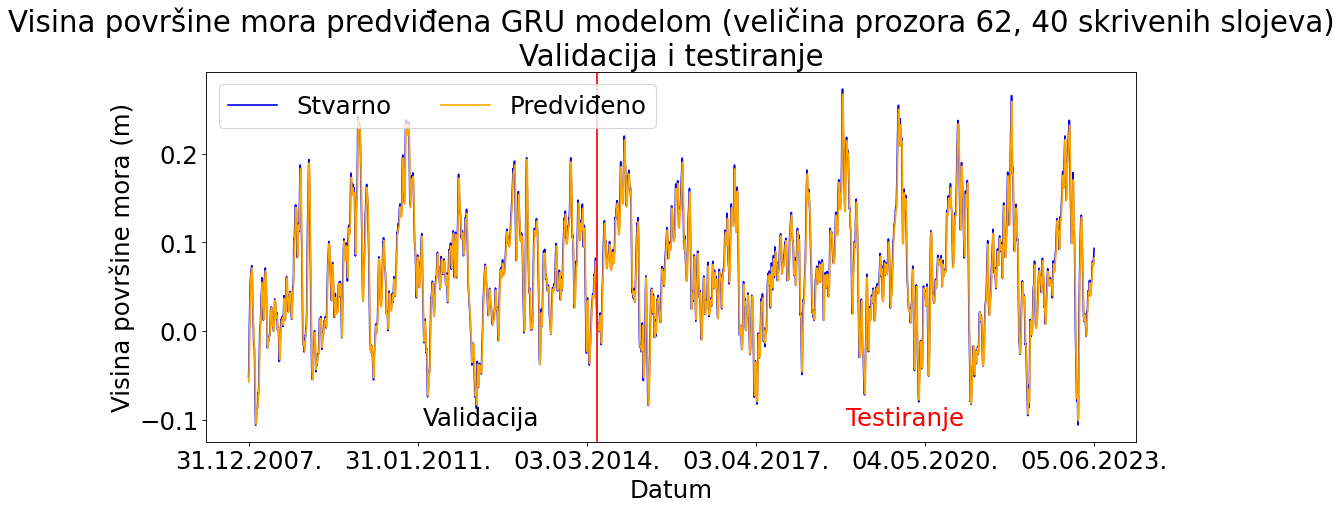 Visina površine mora predviđena GRU modelom (veličina prozora 62, 40 skrivenih slojeva)
Validacija i testiranje
Stvarno
Predviđeno
Visina površine mora (m)
0.2
0.1
0.0
−0.1
Validacija
Testiranje
31.12.2007.
31.01.2011.
03.03.2014.
03.04.2017.
04.05.2020.
05.06.2023.
Datum